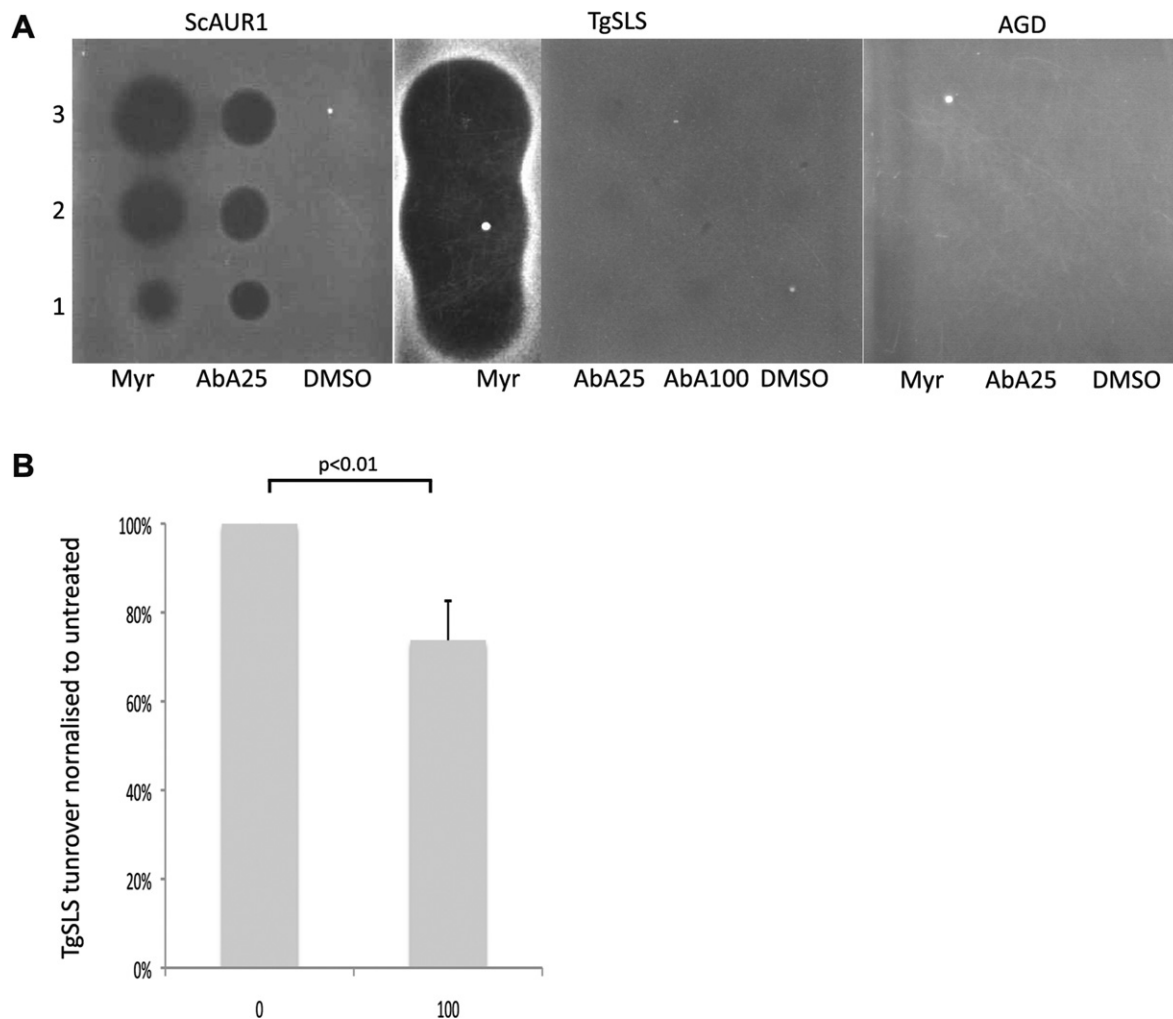 A
ScAUR1 TgSLS AGD
3
2
1
Myr AbA25 DMSO Myr AbA25 AbA100 DMSO Myr AbA25 DMSO
B
p<0.01
TgSLS tunrover nornalised to untreated
100%
80%
60%
40%
20%
0%
0 100